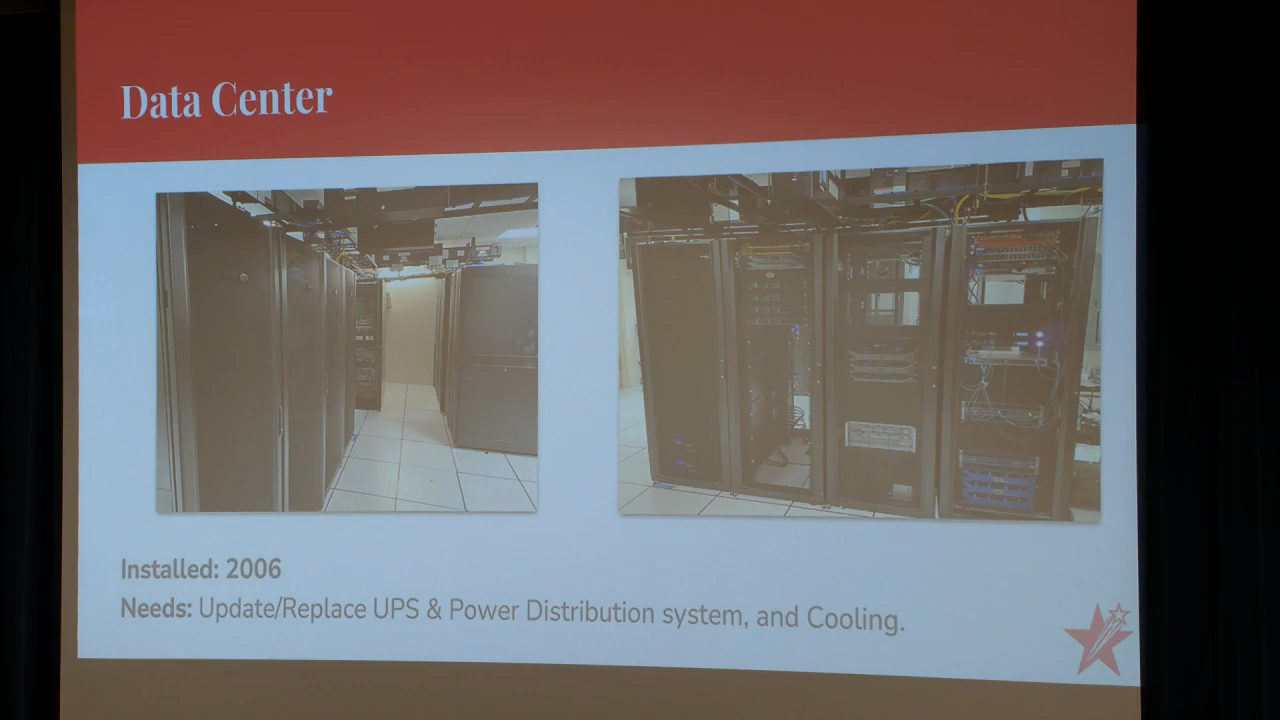 Data Center
Installed: 2006
Needs: Update/Replace UPS & Power Distribution system, and Cooling.